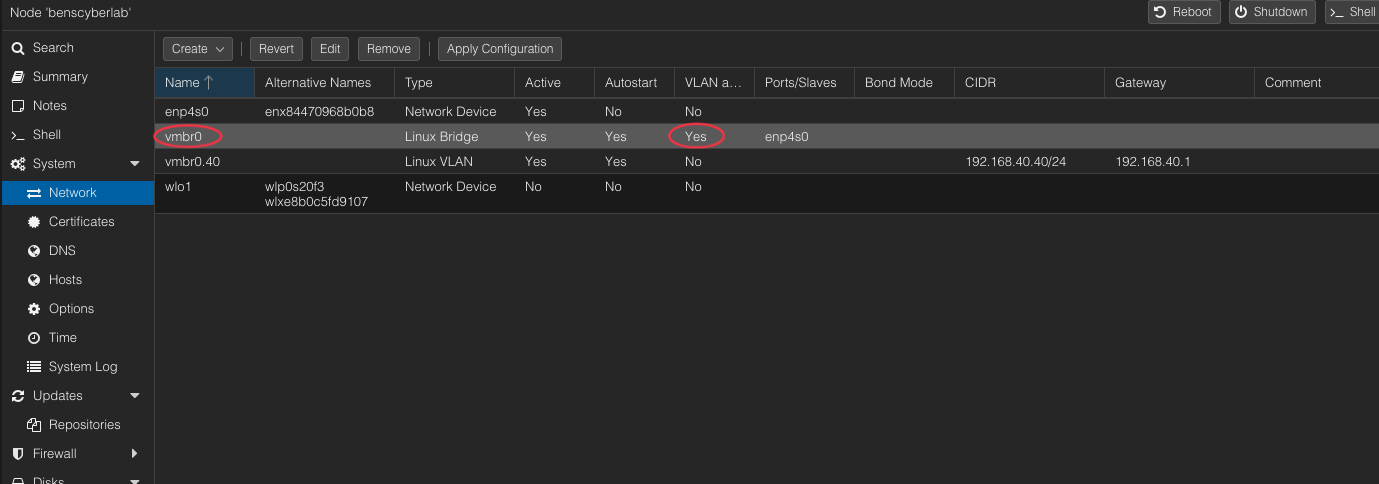 Node 'benscyberlab'
Reboot
Shutdown
Shell
Search
Summary
Notes
Shell
System
Network
Certificates
DNS
Hosts
Options
Time
System Log
Updates
Repositories
Firewall
Disks
Create
Revert
Edit
Remove
Apply Configuration
Name Alternative Names Type Active Autostart VLAN a... Ports/Slaves Bond Mode CIDR Gateway Comment
enp4s0 enx84470968b0b8 Network Device Yes No No
vmbr0 Linux Bridge Yes Yes Yes enp4s0
vmbr0.40 Linux VLAN Yes Yes No 192.168.40.40/24 192.168.40.1
wlo1 wlp0s20f3 Network Device No No No
wlxe8b0c5fd9107